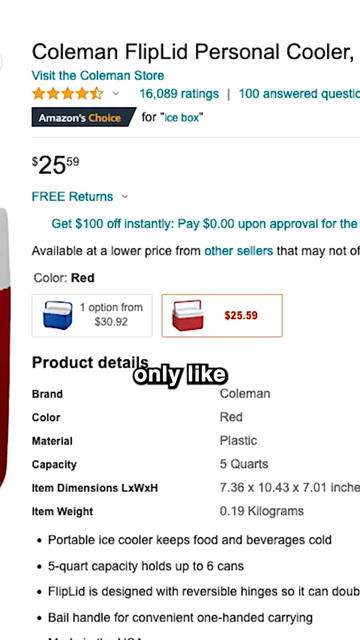 Coleman FlipLid Personal Cooler,
Visit the Coleman Store
16,089 ratings | 100 answered questio
Amazon's Choice for "ice box"
$25 59
FREE Returns
Get $100 off instantly: Pay $0.00 upon approval for the
Available at a lower price from other sellers that may not of
Color: Red
1 option from
$30.92
$25.59
Product details
only like
Brand Coleman
Color Red
Material Plastic
Capacity 5 Quarts
Item Dimensions LxWxH 7.36 x 10.43 x 7.01 inche
Item Weight 0.19 Kilograms
• Portable ice cooler keeps food and beverages cold
• 5-quart capacity holds up to 6 cans
• FlipLid is designed with reversible hinges so it can doub
• Bail handle for convenient one-handed carrying